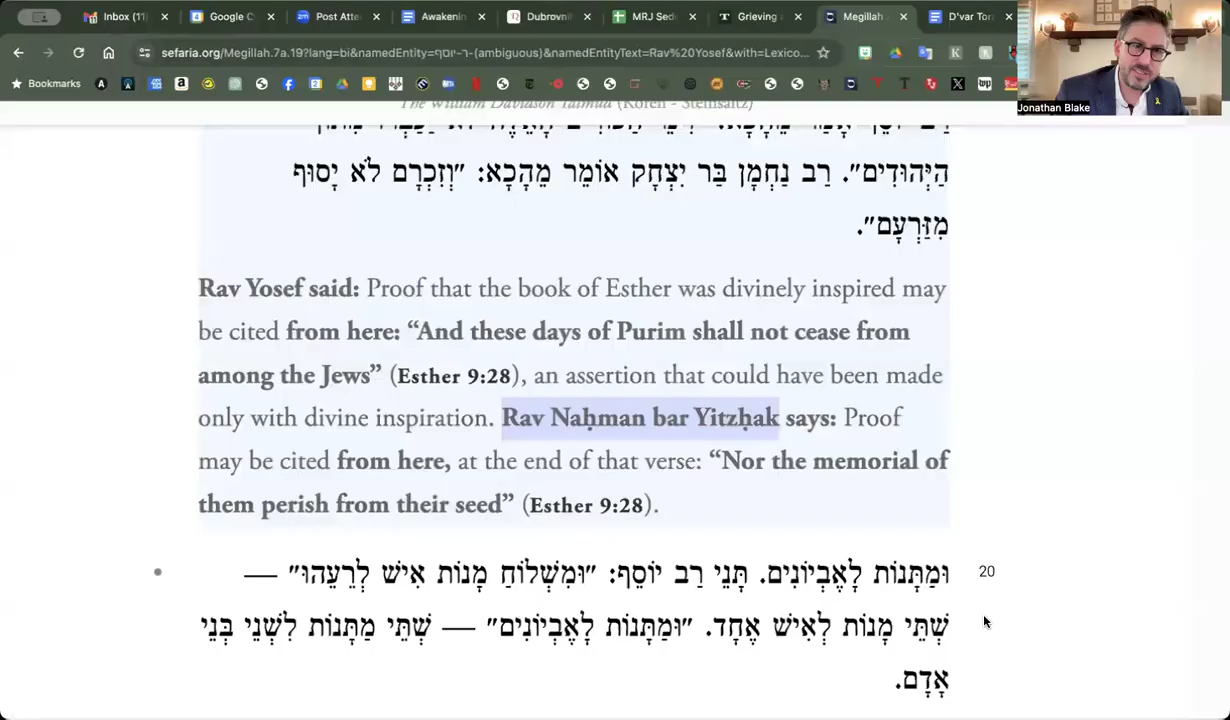 Inbox (11)
Google C
Post Atte
Awakenin
Dubrovni
MRJ Sede
Grieving a
Megillah
D'var Tor
sefaria.org/Megillah.7a.19?lang=bi&namedEntity=רב-יוסף-(ambiguous)&namedEntityText=Rav%20Yosef&with=Lexico...
Bookmarks
Jonathan Blake
The William Davidson Talmud (Koren - Steinsaltz)
הַיְּהוּדִים״. רַב נַחְמָן בַּר יִצְחָק אוֹמֵר מֵהָכָא: ״וְזִכְרָם לֹא יָסוּף
מִזַּרְעָם״.
Rav Yosef said: Proof that the book of Esther was divinely inspired may
be cited from here: “And these days of Purim shall not cease from
among the Jews” (Esther 9:28), an assertion that could have been made
only with divine inspiration. Rav Naḥman bar Yitzḥak says: Proof
may be cited from here, at the end of that verse: “Nor the memorial of
them perish from their seed” (Esther 9:28).
20
וּמַתָּנוֹת לָאֶבְיוֹנִים. תָּנֵי רַב יוֹסֵף: ״וּמִשְׁלוֹחַ מָנוֹת אִישׁ לְרֵעֵהוּ״ —
שְׁתֵּי מָנוֹת לְאִישׁ אֶחָד. ״וּמַתָּנוֹת לָאֶבְיוֹנִים״ — שְׁתֵּי מַתָּנוֹת לִשְׁנֵי בְּנֵי
אָדָם.